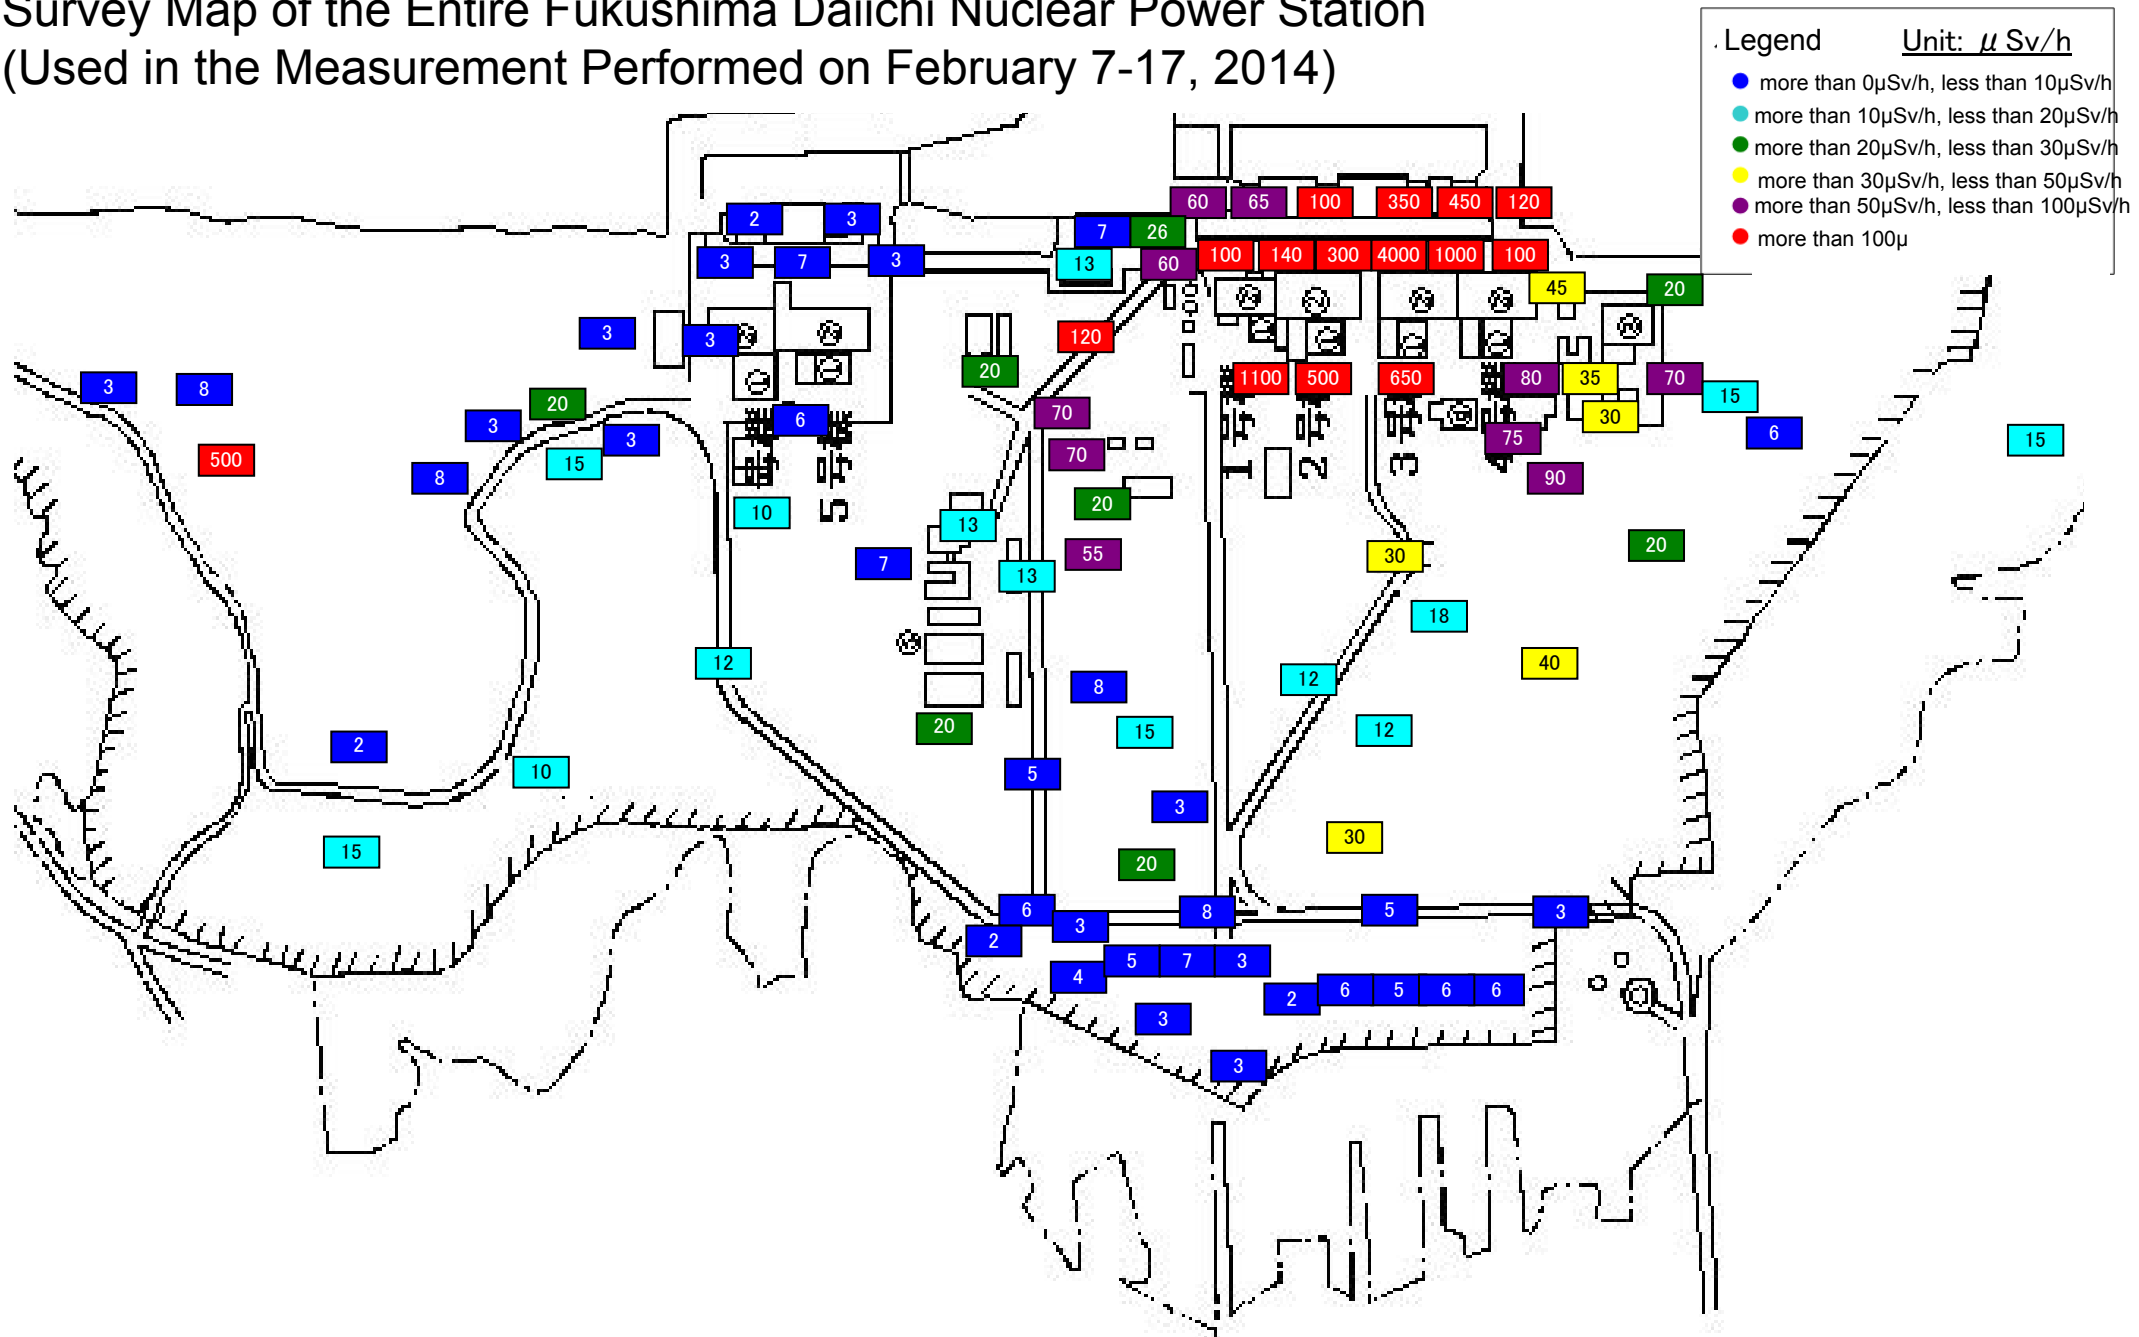 Survey Map of the Entire Fukushima Daiichi Nuclear Power Station
(Used in the Measurement Performed on February 7-17, 2014)
Legend Unit: μ Sv/h
more than 0μSv/h, less than 10μSv/h
more than 10μSv/h, less than 20μSv/h
more than 20μSv/h, less than 30μSv/h
more than 30μSv/h, less than 50μSv/h
more than 50μSv/h, less than 100μSv/h
more than 100μ
60 65 100 350 450 120
2 3 7 26
3 7 3 13 60 100 140 300 4000 1000 100
45 20
3 3 120
20 1100 500 650 80 35 70
3 8 15
20 70 30
3 3 6 75 6 15
500 15 70
8 90
20
10 13
7 55 30 20
13
18
12 12 40
8
20 15 12
2
10 5
3
15 30
20
6 8 5 3
2 3
5 7 3
4 6 5 6 6
2
3
3
5
1
2
3